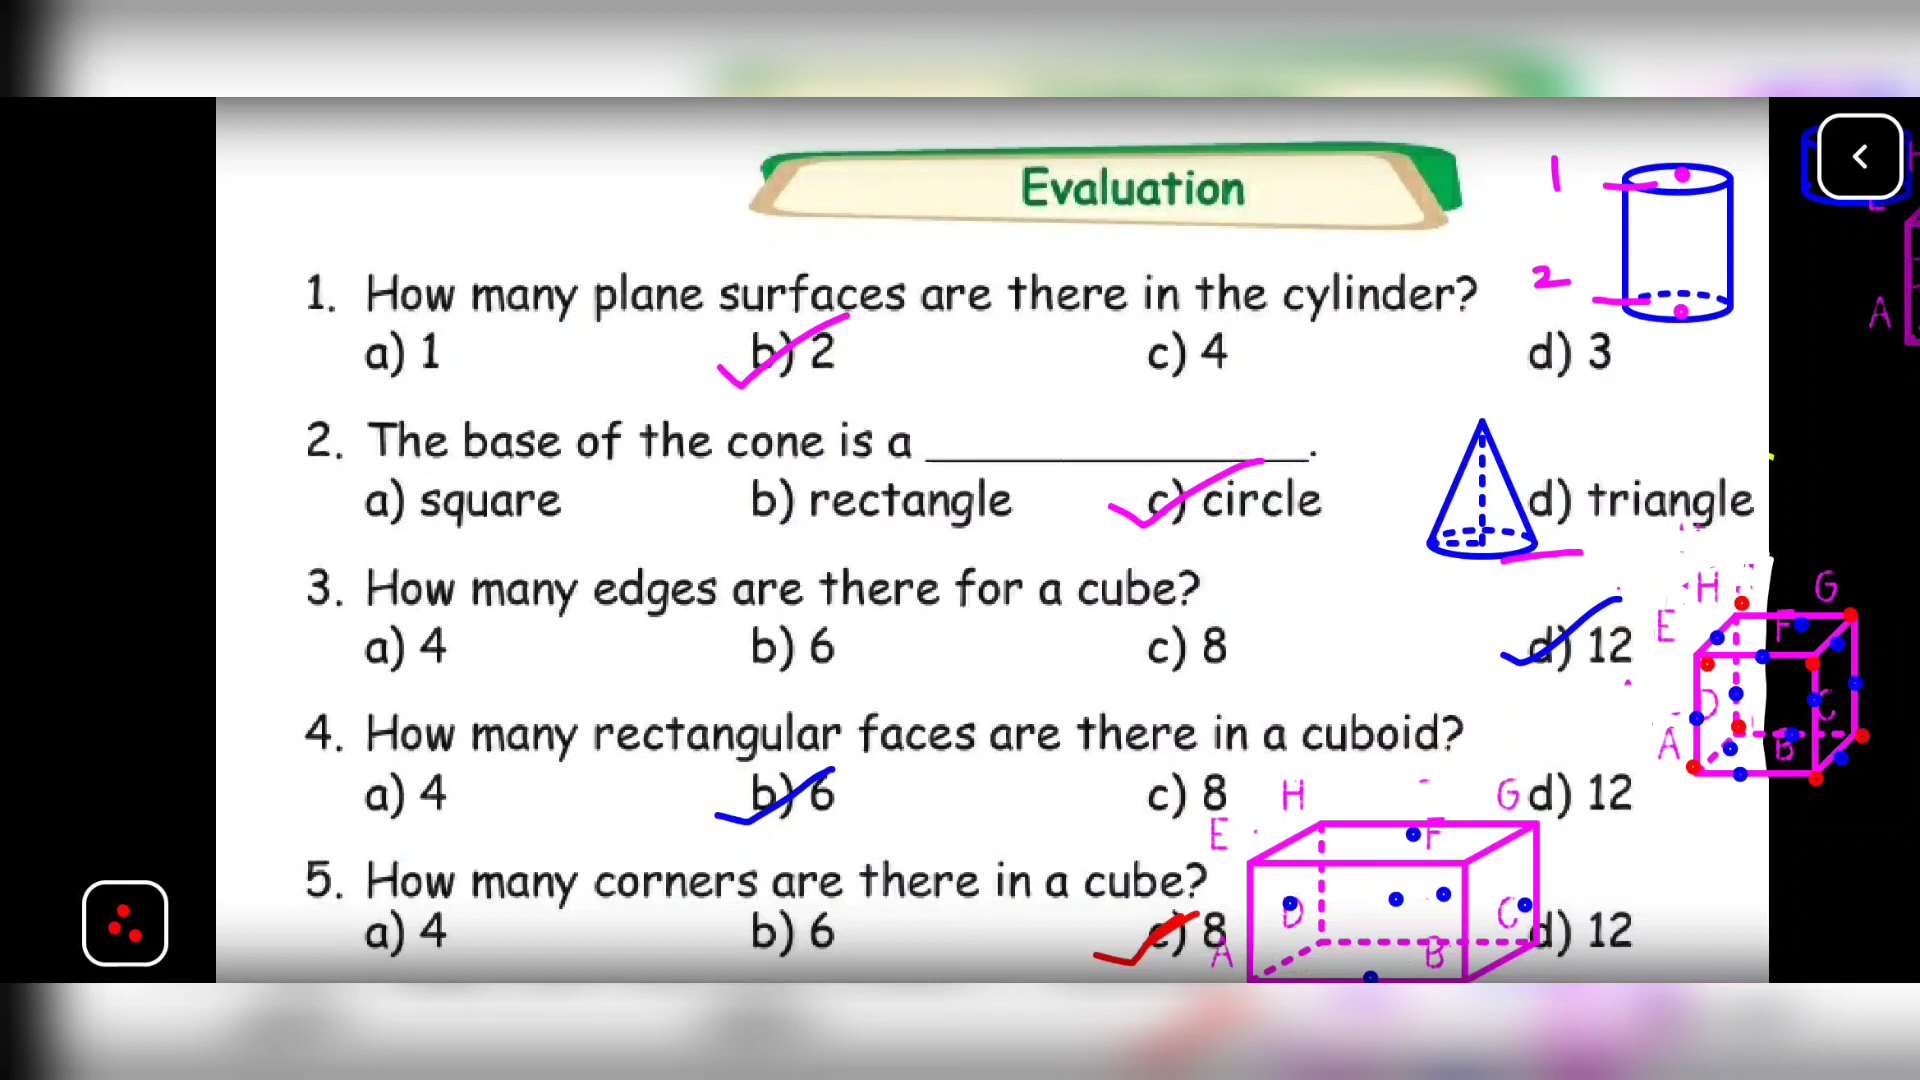 Evaluation
1
2
1. How many plane surfaces are there in the cylinder?
a) 1 b) 2 c) 4 d) 3
2. The base of the cone is a ________________.
a) square b) rectangle c) circle d) triangle
3. How many edges are there for a cube?
a) 4 b) 6 c) 8 d) 12
H G
E F
D C
A B
4. How many rectangular faces are there in a cuboid?
a) 4 b) 6 c) 8 d) 12
H G
E F
5. How many corners are there in a cube?
a) 4 b) 6 c) 8 d) 12
D C
A B
A